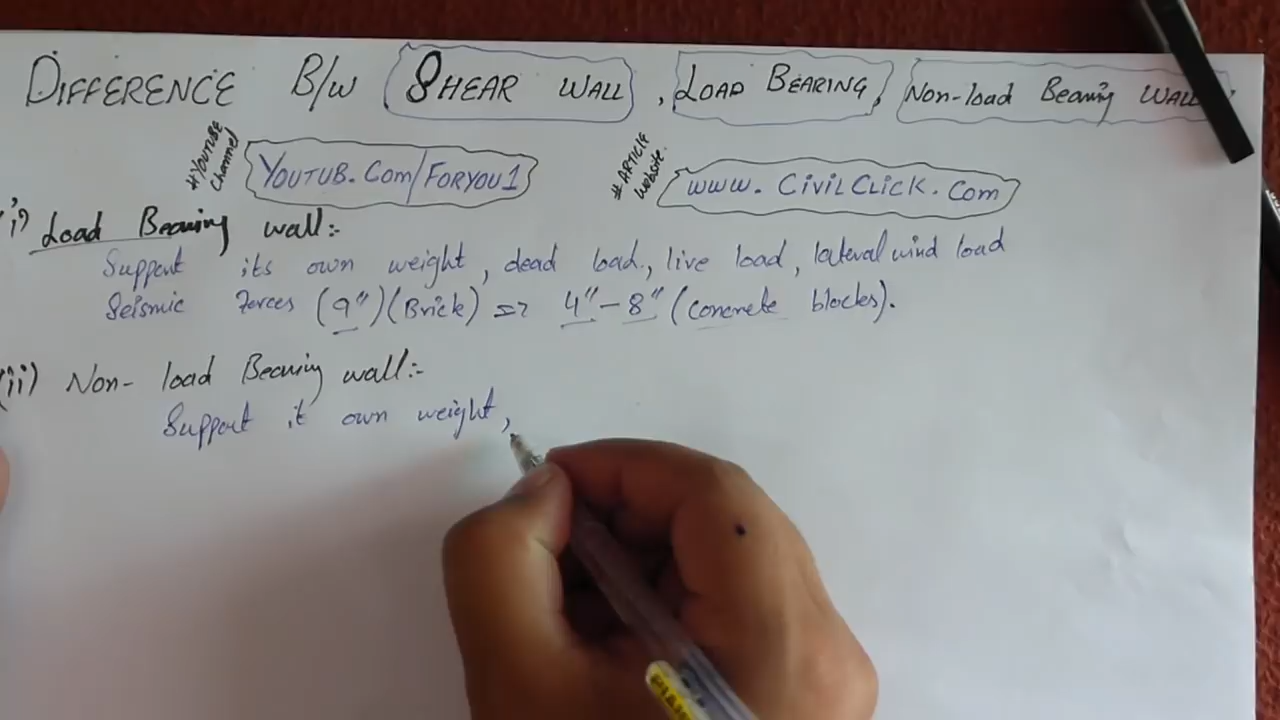 DIFFERENCE B/w SHEAR WALL, LOAD BEARING, Non-load Bearing WALL
#YOUTUBE Channel
YOUTUB.Com/FORYOU1
#ARTICLE website.
www.CIVILCLICK.Com
(i) Load Bearing wall:-
Support its own weight, dead load, live load, lateral wind load
Seismic Forces (9")(Brick) => 4"-8" (concrete blocks).
(ii) Non-load Bearing wall:-
Support it own weight,